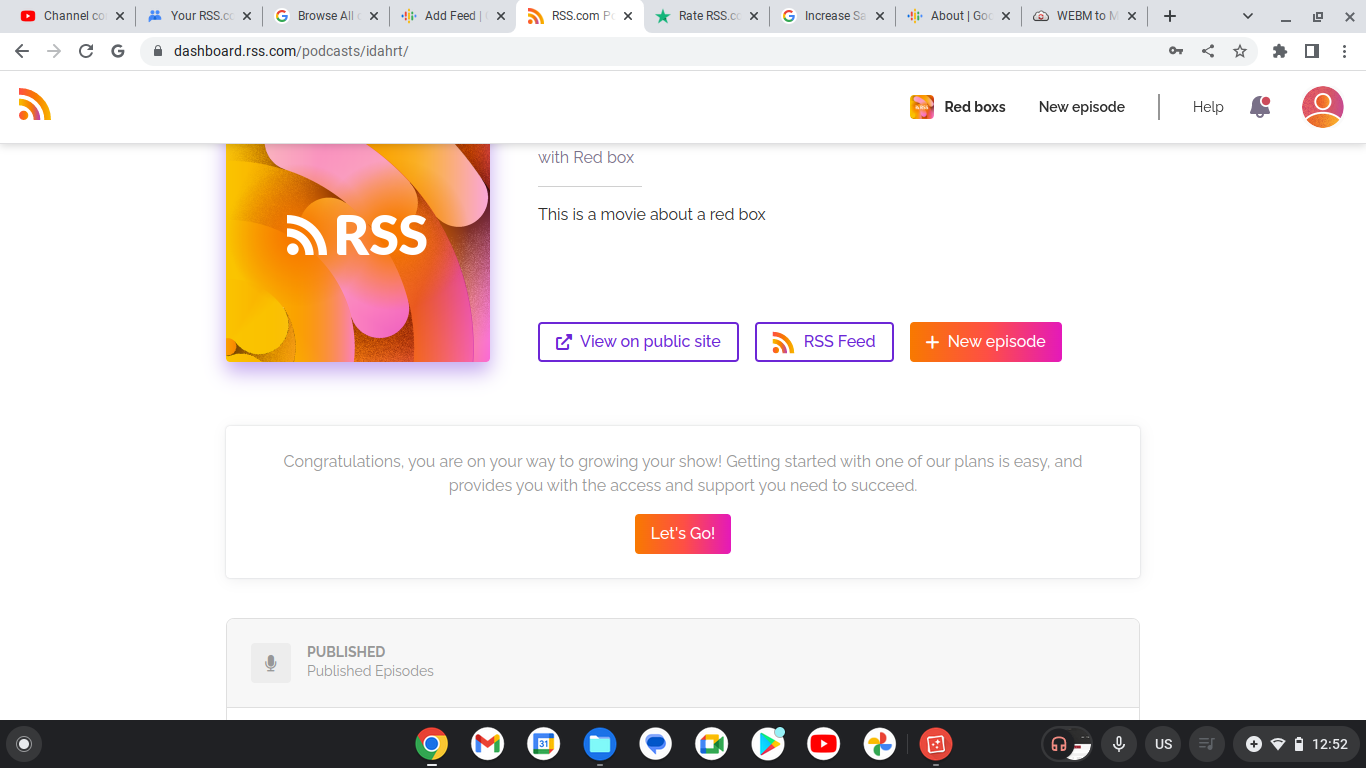 Channel co
Your RSS.co
Browse All
Add Feed |
RSS.com Po
Rate RSS.co
Increase Sa
About | Goo
WEBM to M
dashboard.rss.com/podcasts/idahrt/
Red boxs
New episode
Help
with Red box
RSS
This is a movie about a red box
View on public site
RSS Feed
+ New episode
Congratulations, you are on your way to growing your show! Getting started with one of our plans is easy, and
provides you with the access and support you need to succeed.
Let's Go!
PUBLISHED
Published Episodes
31
US
12:52